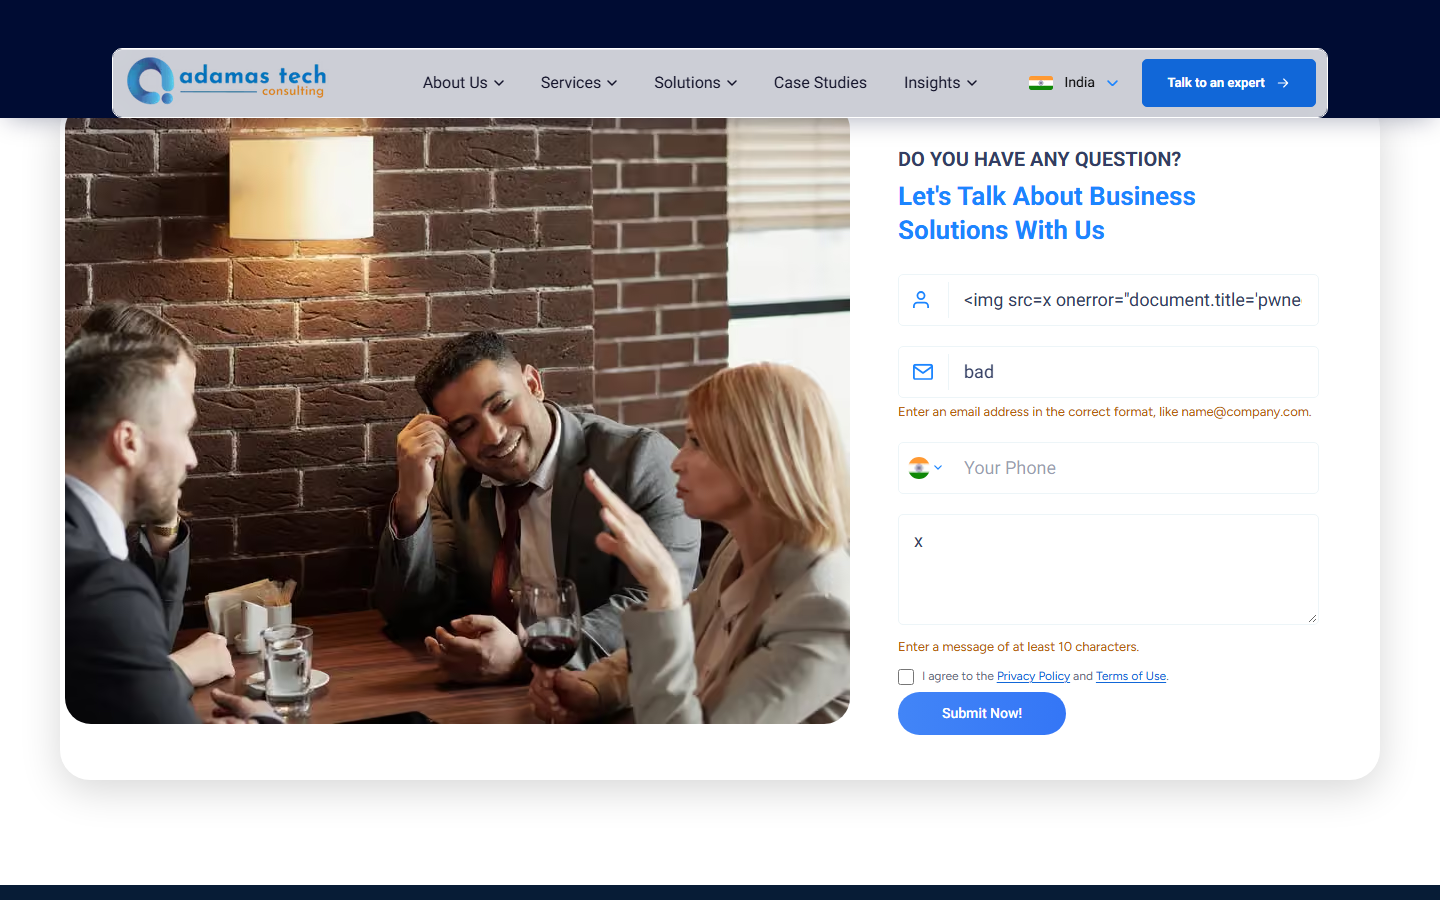 adamas tech
consulting
About Us
Services
Solutions
Case Studies
Insights
India
Talk to an expert
DO YOU HAVE ANY QUESTION?
Let's Talk About Business
Solutions With Us
<img src=x onerror="document.title='pwne
bad
Enter an email address in the correct format, like name@company.com.
Your Phone
x
Enter a message of at least 10 characters.
I agree to the Privacy Policy and Terms of Use.
Submit Now!